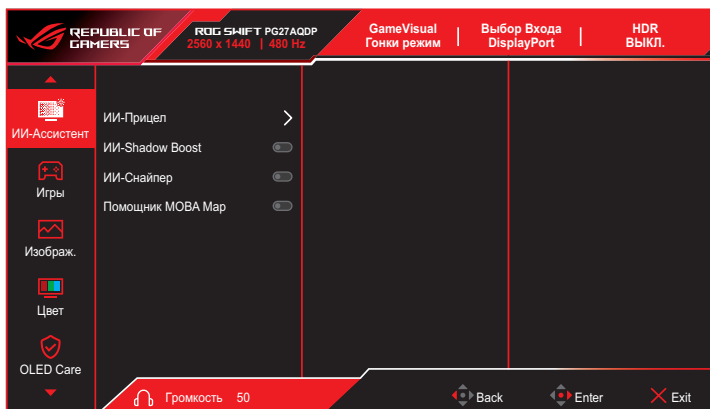 REPUBLIC OF
GAMERS
ROG SWIFT PG27AQDP
2560 x 1440 | 480 Hz
GameVisual
Гонки режим
Выбор Входа
DisplayPort
HDR
ВЫКЛ.
ИИ-Ассистент
Игры
Изображ.
Цвет
OLED Care
ИИ-Прицел
ИИ-Shadow Boost
ИИ-Снайпер
Помощник MOBA Map
Громкость 50
Back
Enter
Exit